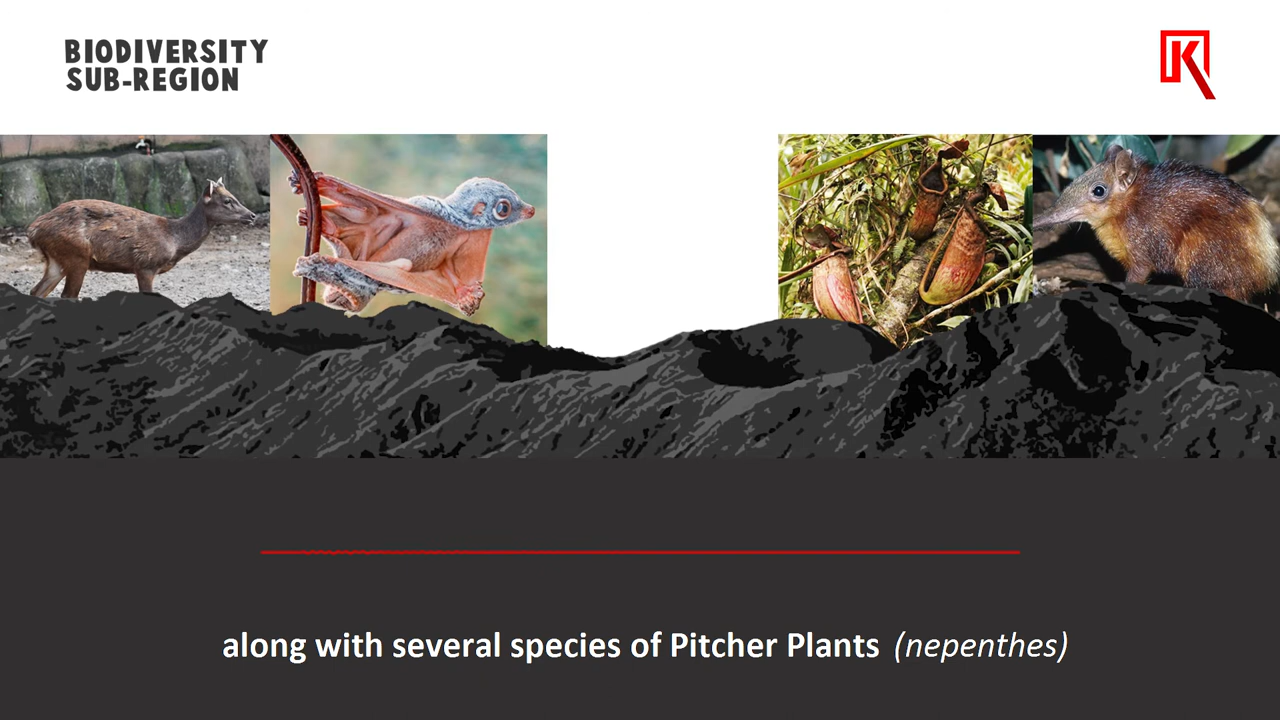 BIODIVERSITY
SUB-REGION
K
along with several species of Pitcher Plants (nepenthes)